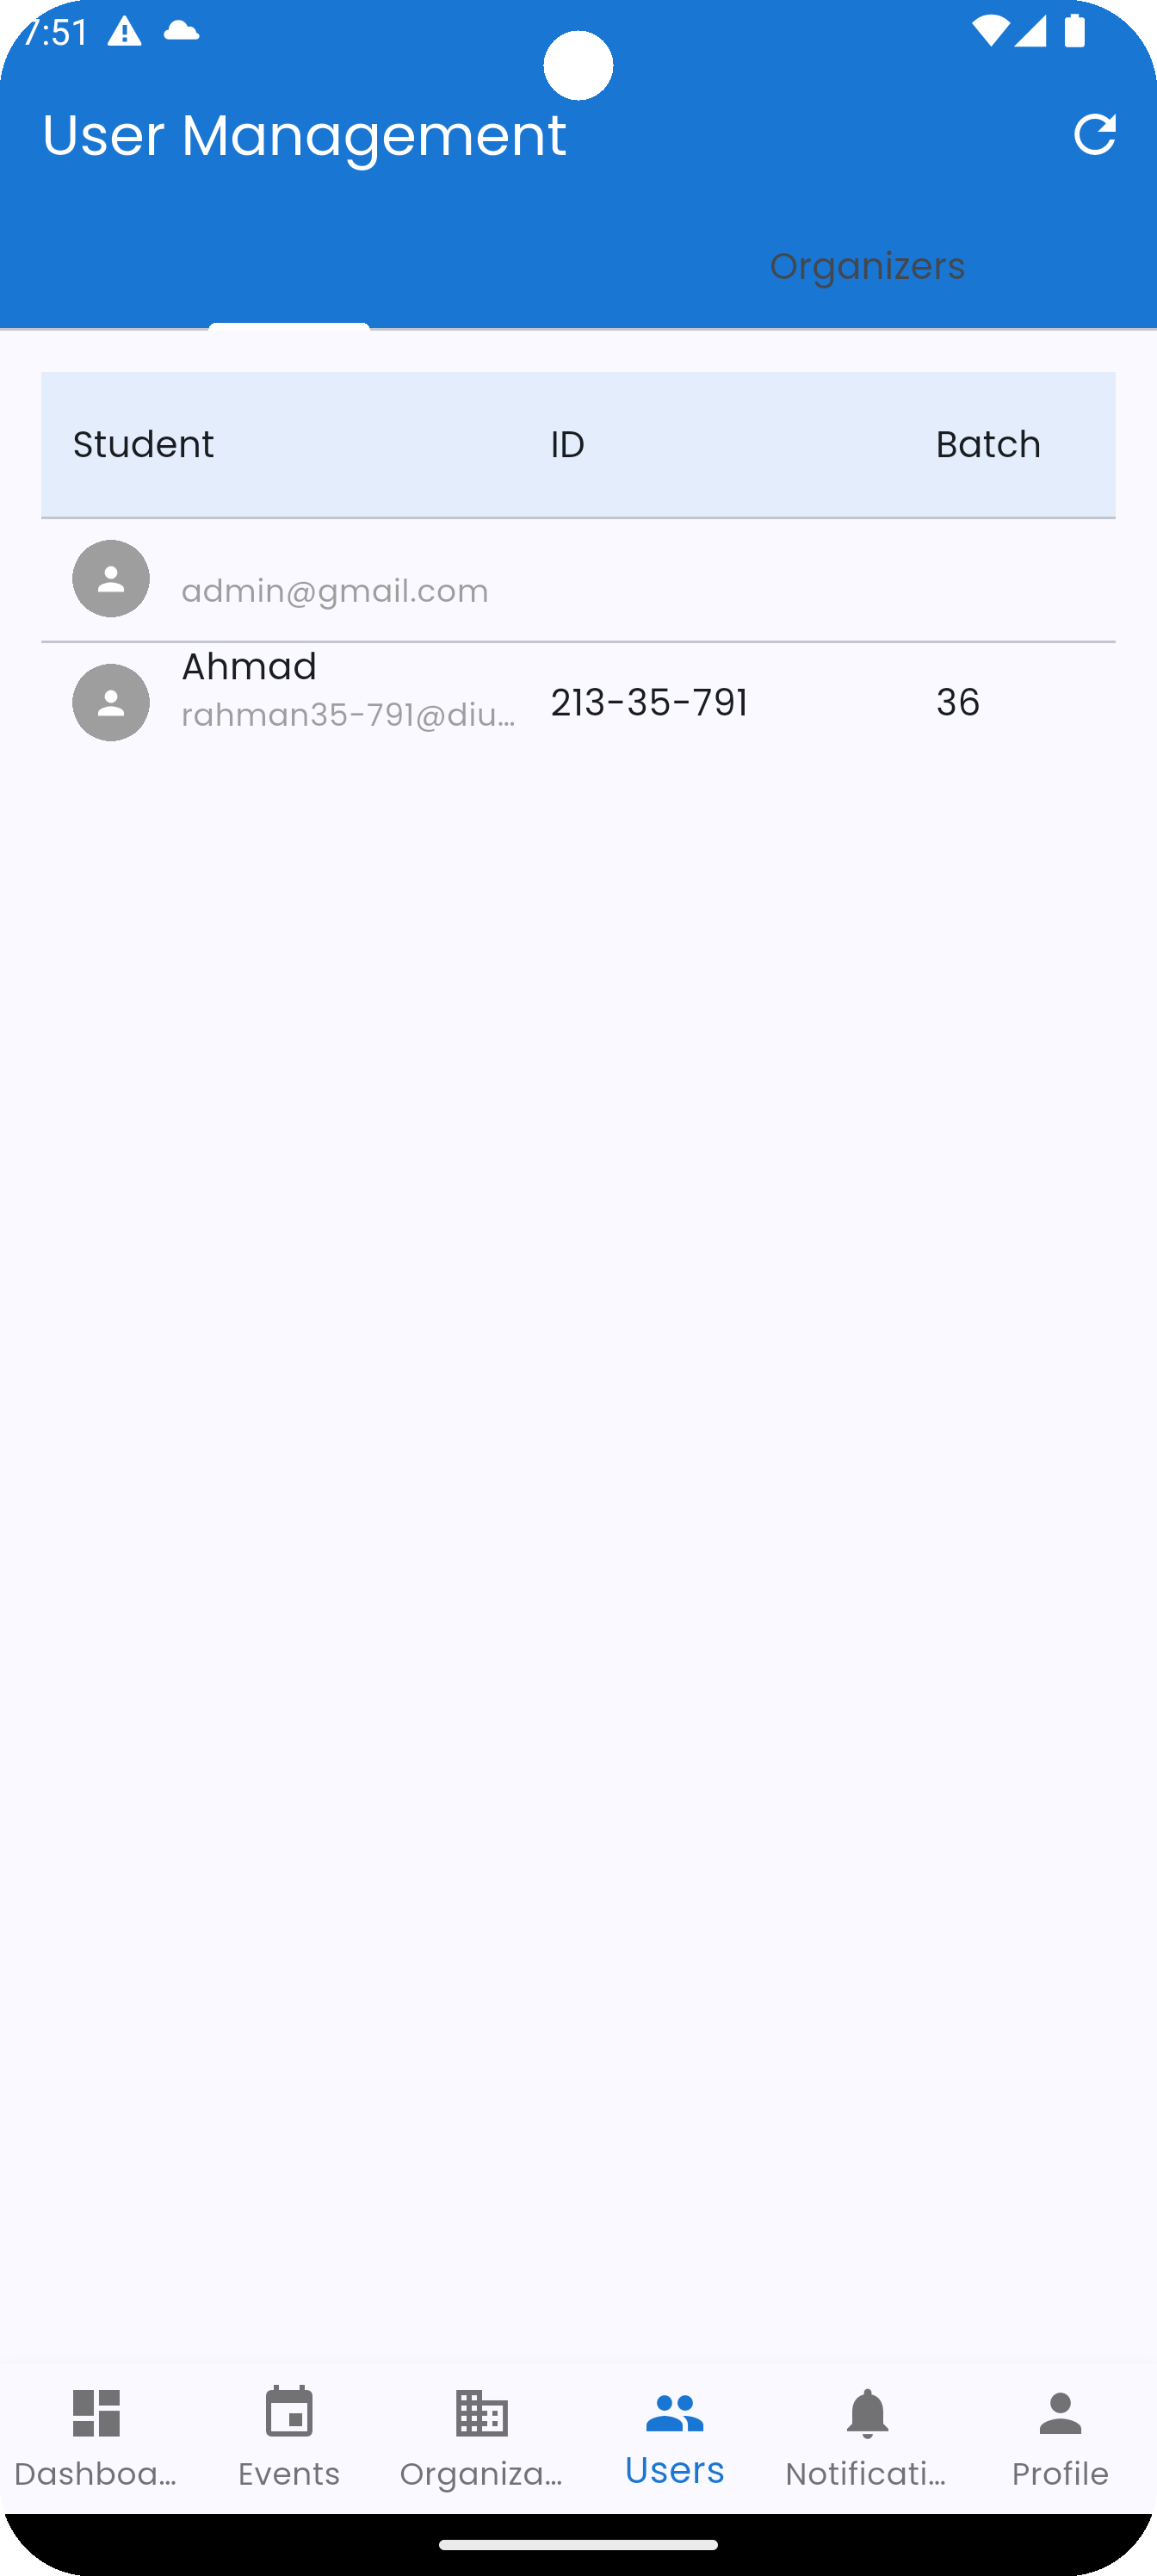 7:51
User Management
Organizers
Student ID Batch
admin@gmail.com
Ahmad
rahman35-791@diu... 213-35-791 36
Dashboa... Events Organiza... Users Notificati... Profile